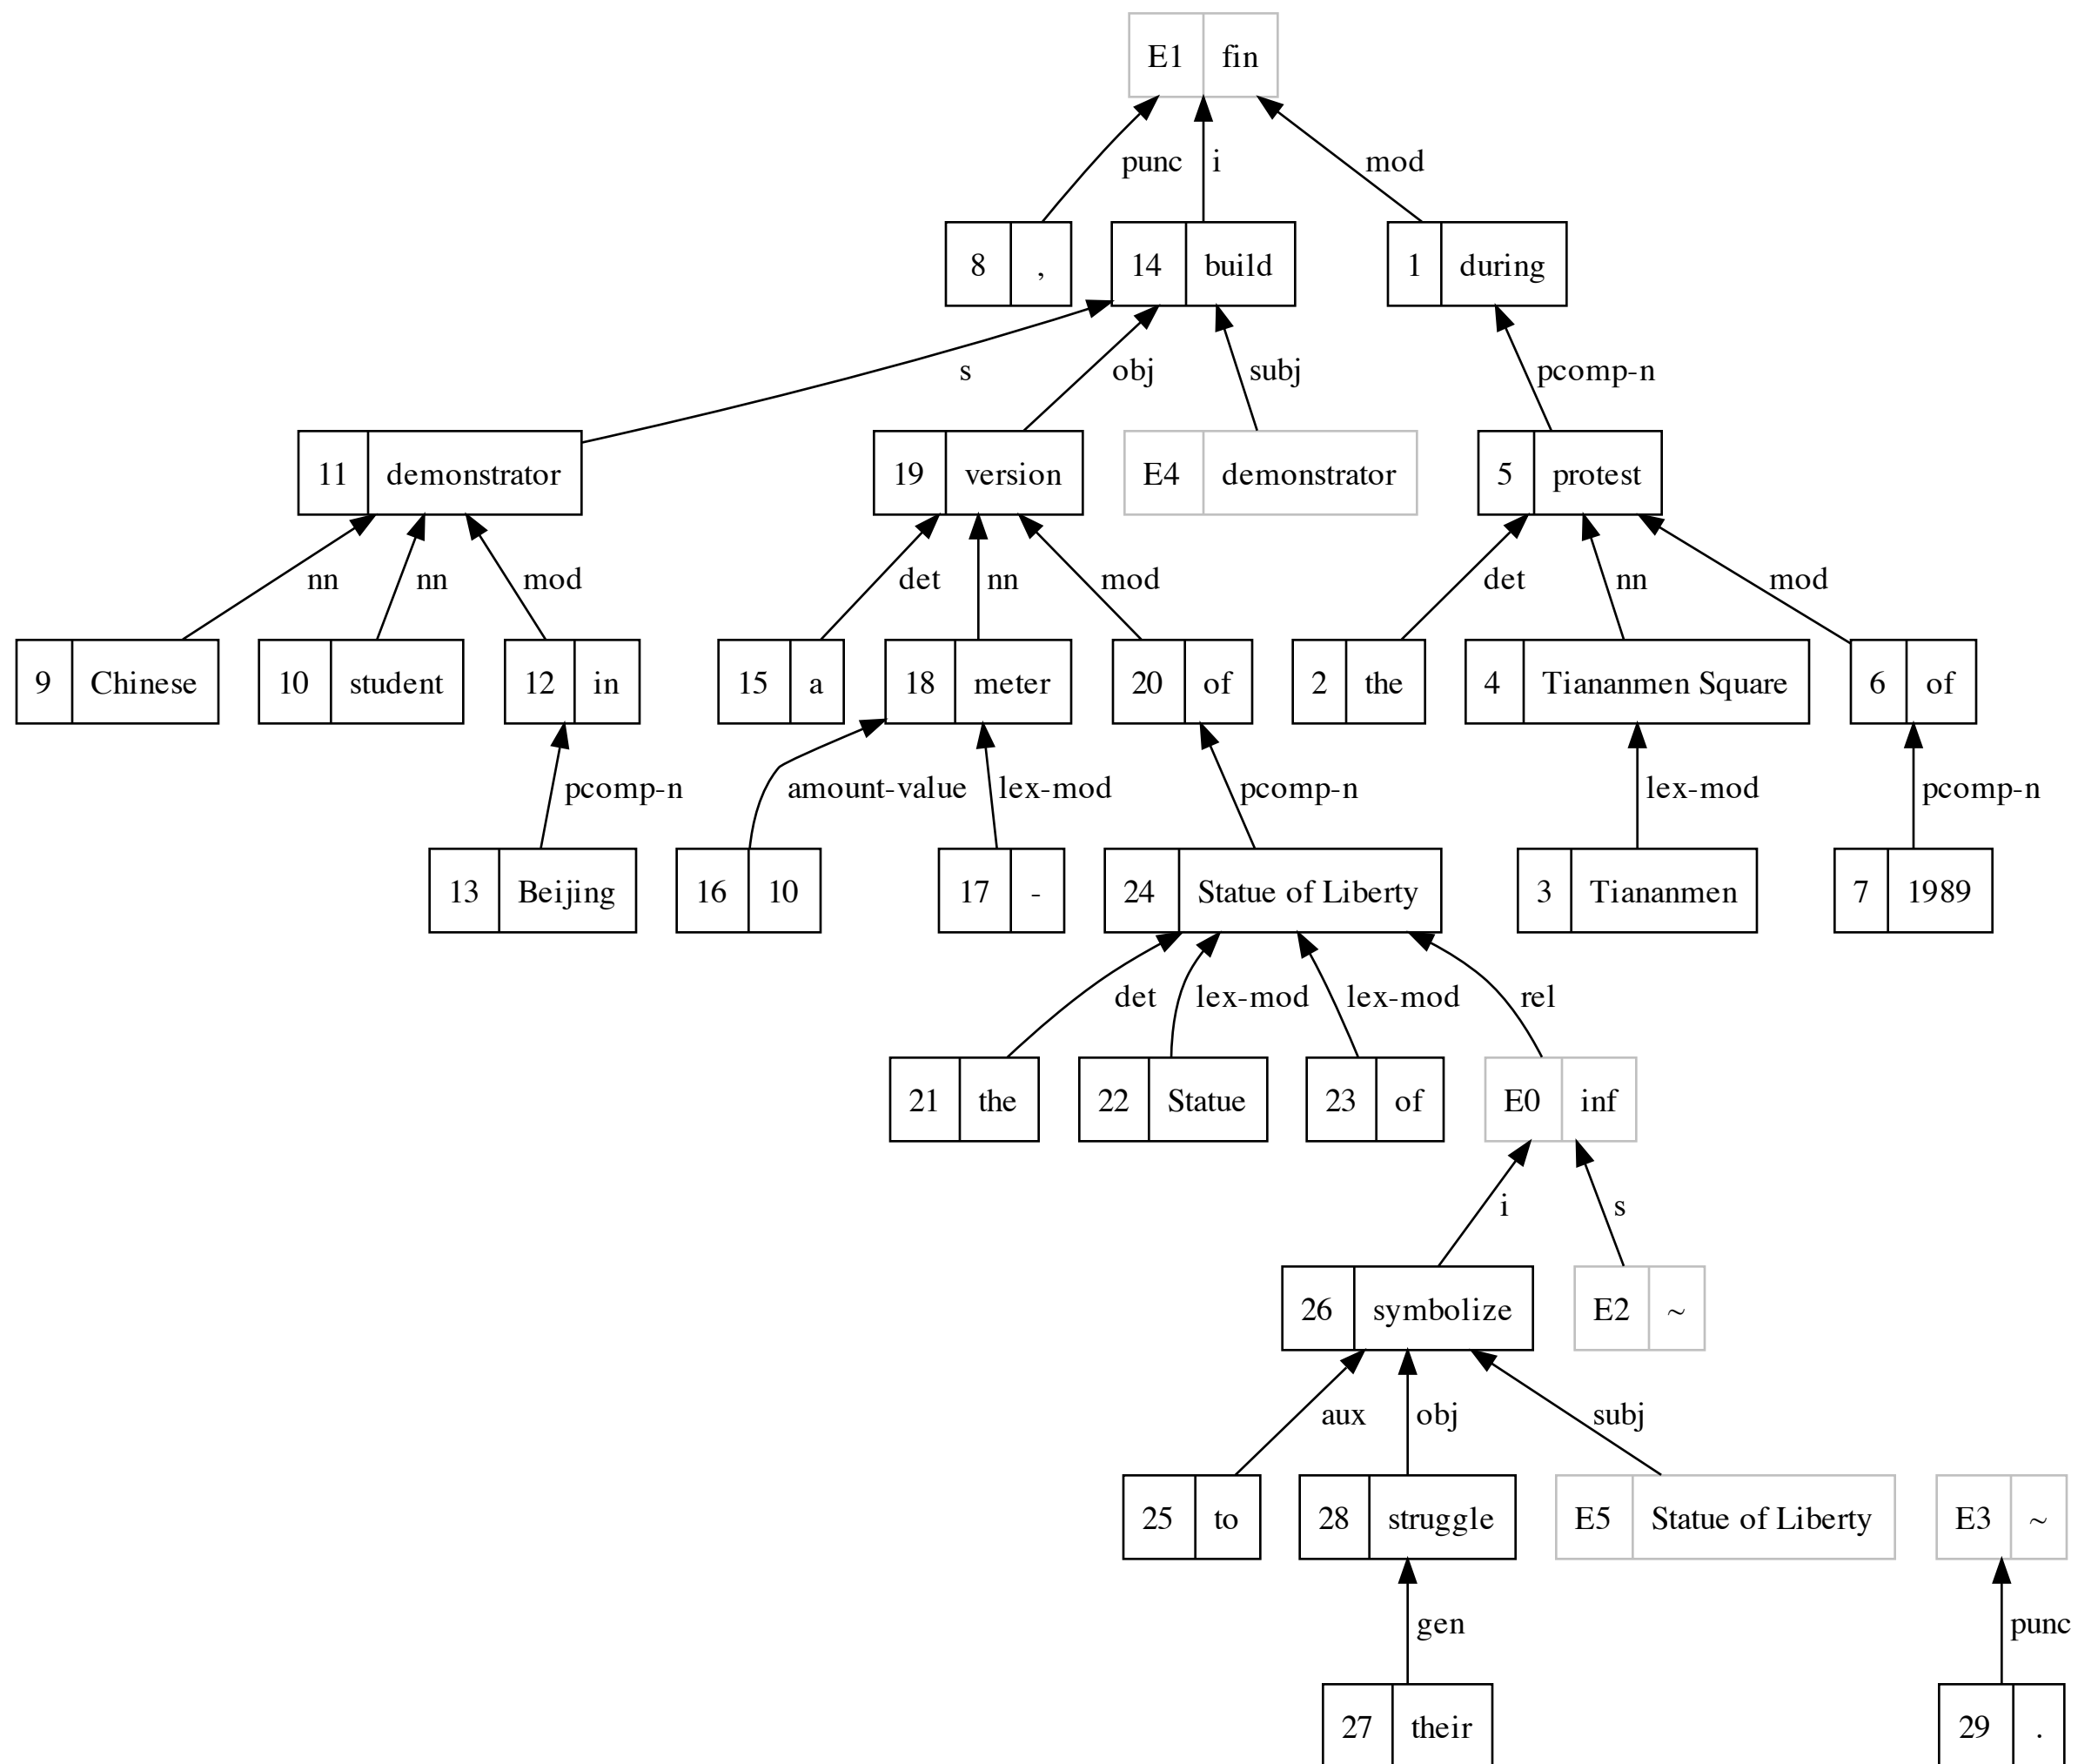 E1 fin
punc i mod
8 , 14 build 1 during
s obj subj pcomp-n
11 demonstrator 19 version E4 demonstrator 5 protest
nn nn mod det nn mod det nn mod
9 Chinese 10 student 12 in 15 a 18 meter 20 of 2 the 4 Tiananmen Square 6 of
pcomp-n amount-value lex-mod pcomp-n lex-mod pcomp-n
13 Beijing 16 10 17 - 24 Statue of Liberty 3 Tiananmen 7 1989
det lex-mod lex-mod rel
21 the 22 Statue 23 of E0 inf
i s
26 symbolize E2 ~
aux obj subj
25 to 28 struggle E5 Statue of Liberty E3 ~
gen punc
27 their 29 .